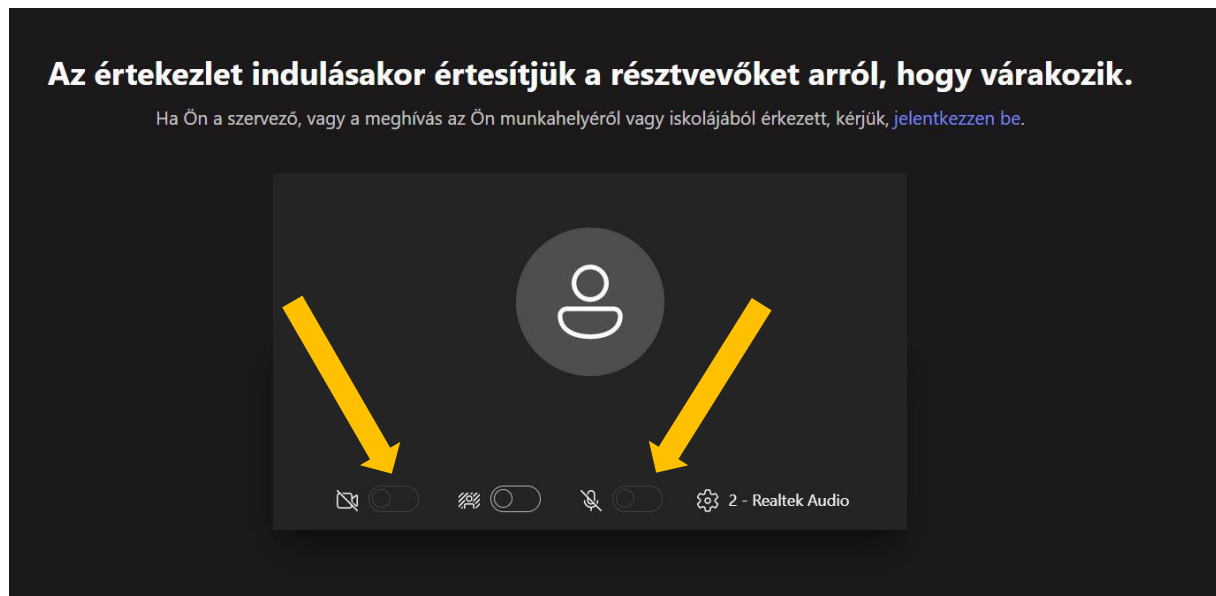 Az értekezlet indulásakor értesítjük a résztvevőket arról, hogy várakozik.
Ha Ön a szervező, vagy a meghívás az Ön munkahelyéről vagy iskolájából érkezett, kérjük, jelentkezzen be.
2 - Realtek Audio